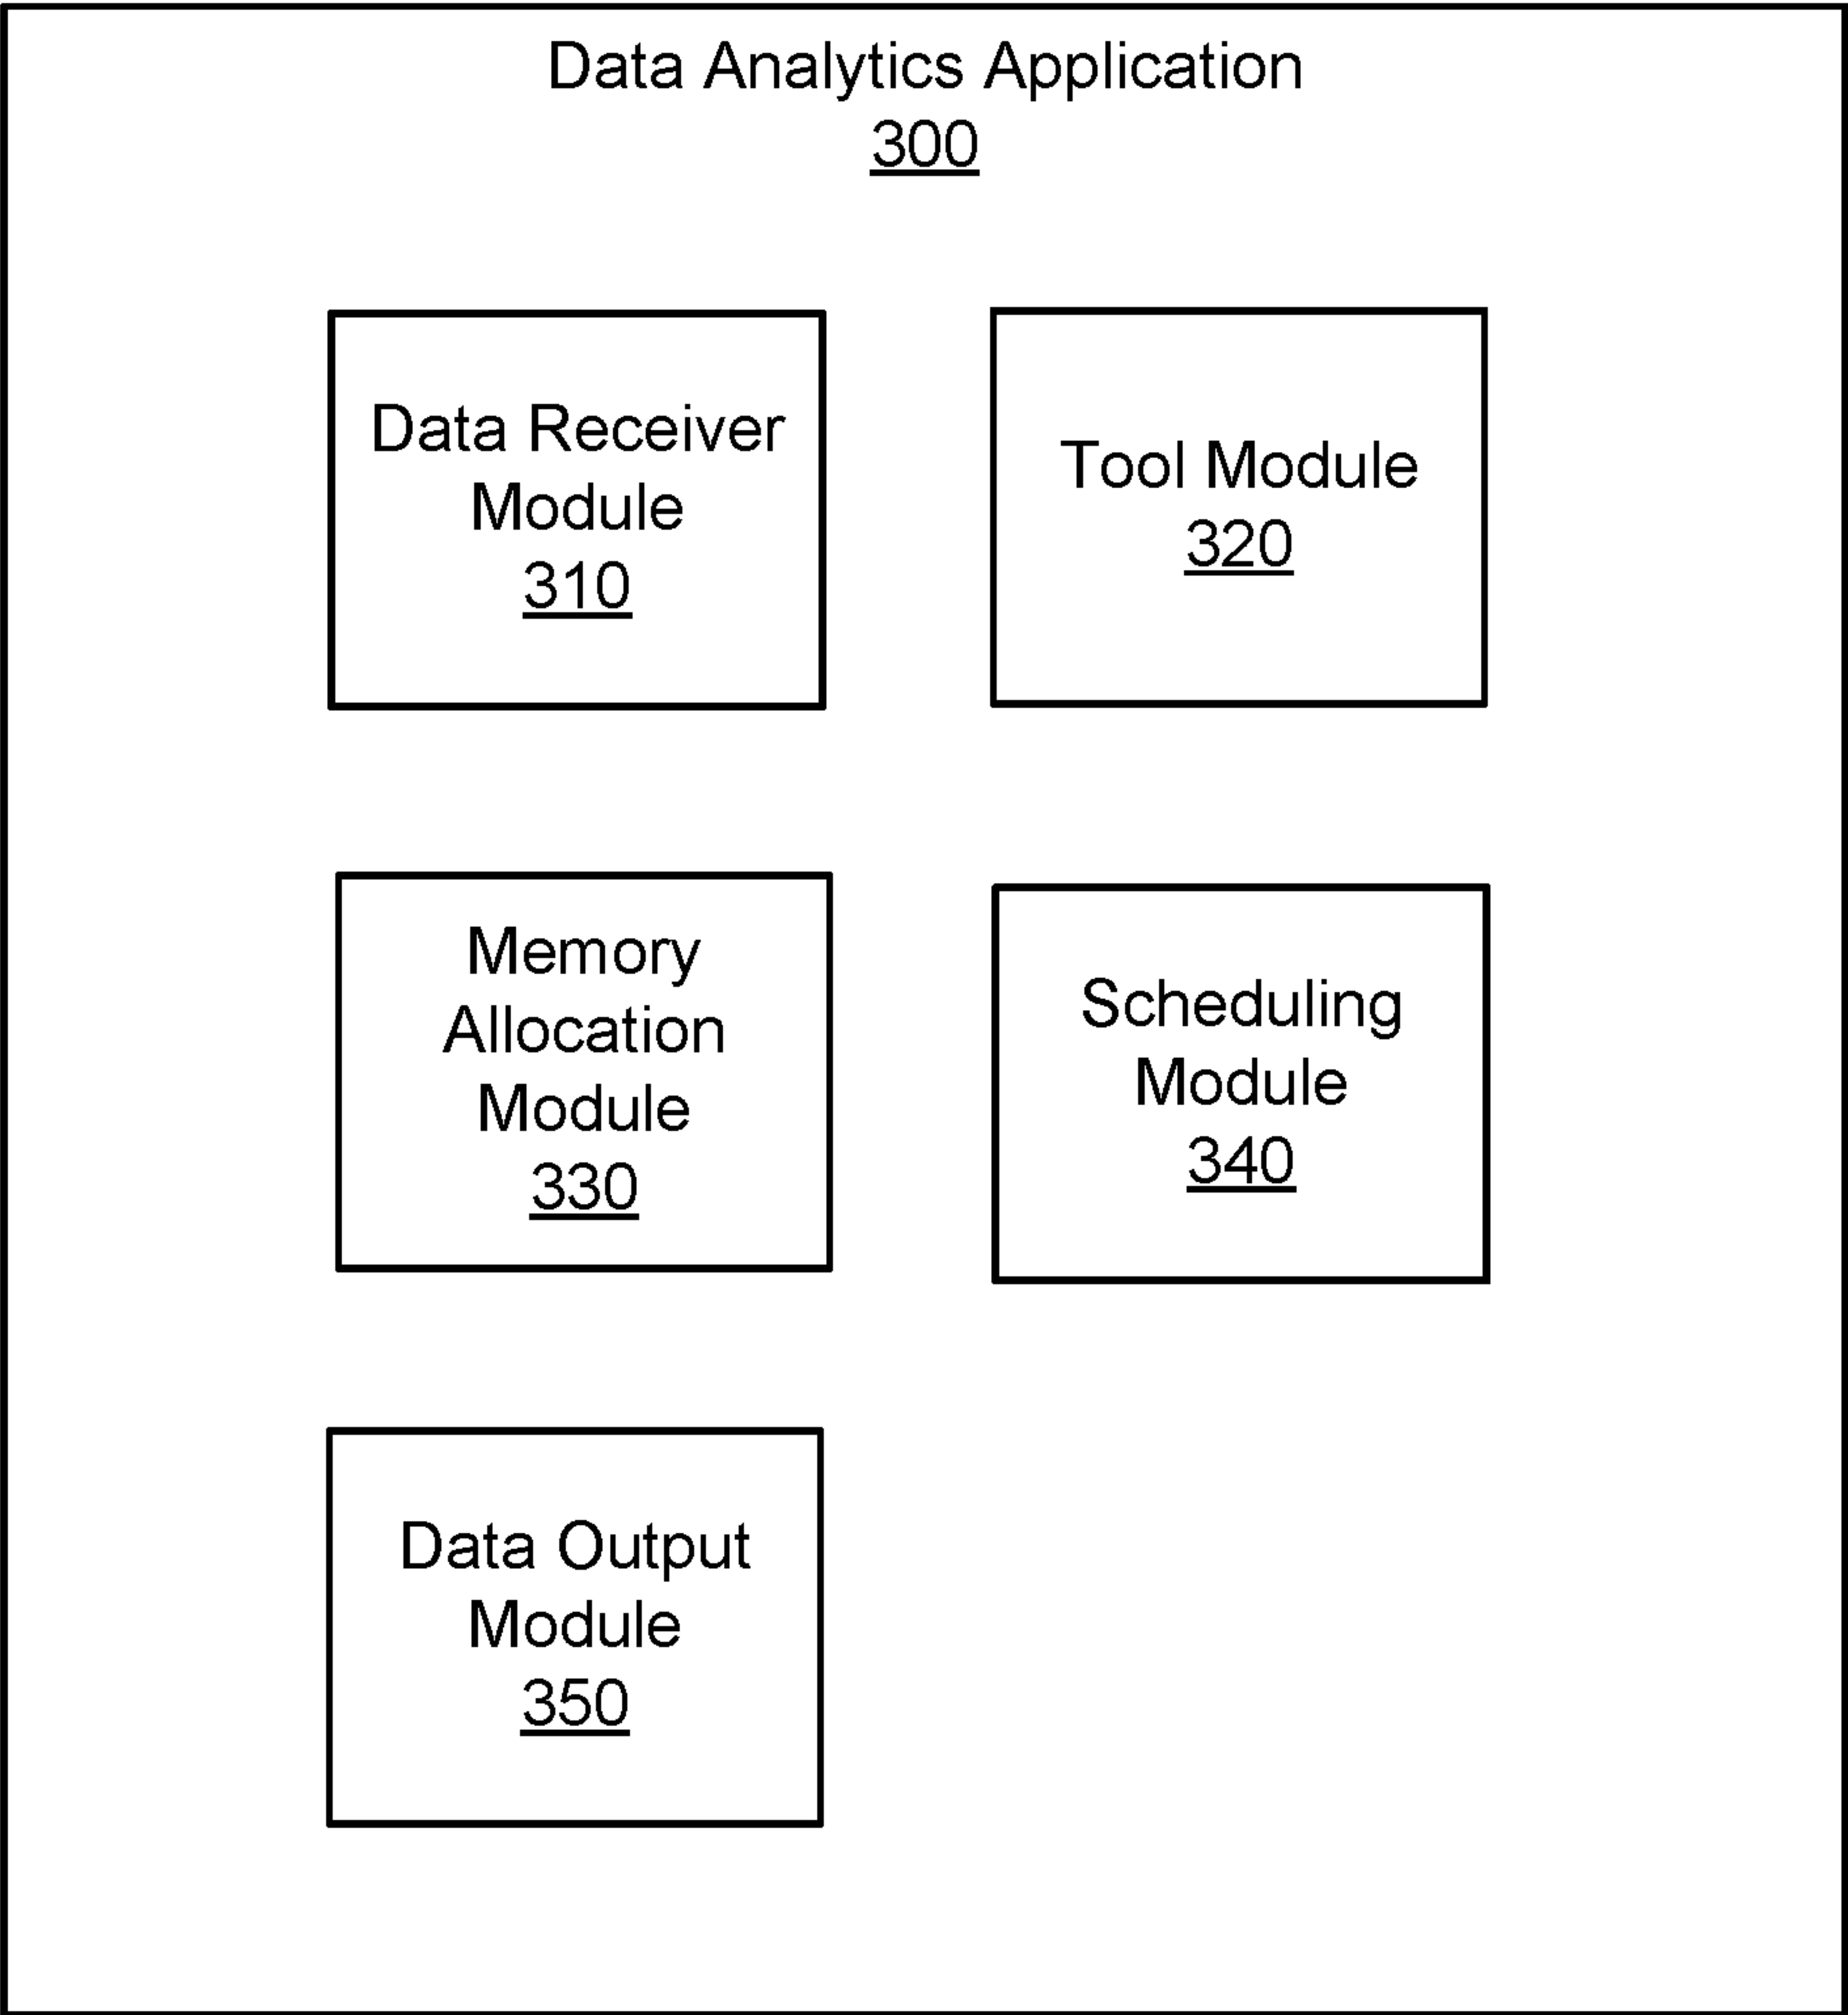 Data Analytics Application
300
Data Receiver
Module
310
Tool Module
320
Memory
Allocation
Module
330
Scheduling
Module
340
Data Output
Module
350